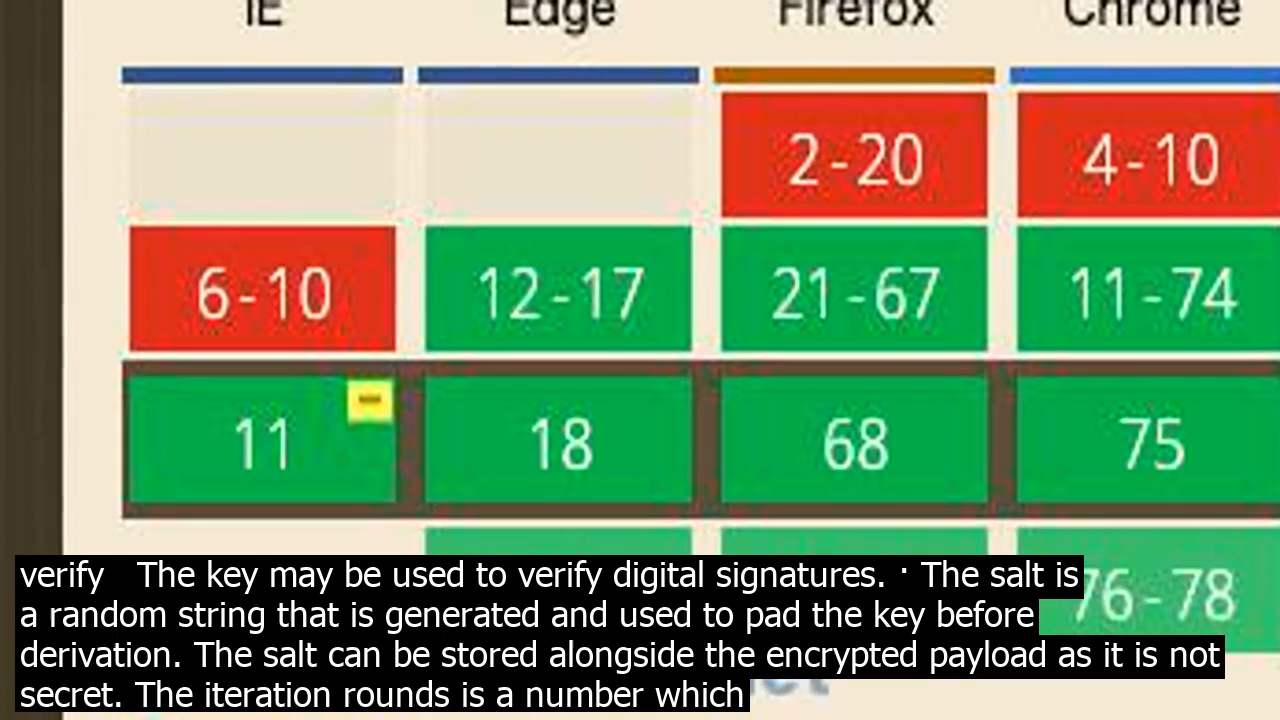 IE Edge Firefox Chrome
2-20 4-10
6-10 12-17 21-67 11-74
11 18 68 75
76-78
verify The key may be used to verify digital signatures. · The salt is
a random string that is generated and used to pad the key before
derivation. The salt can be stored alongside the encrypted payload as it is not
secret. The iteration rounds is a number which